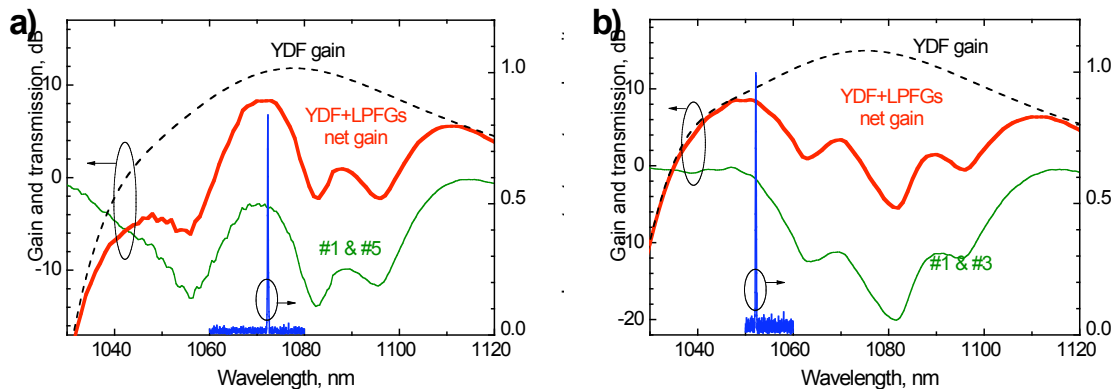 a)
Gain and transmission, dB
10
0
-10
YDF gain
YDF+LPFGs
net gain
#1 & #5
1.0
0.5
0.0
1040
1060
1080
1100
1120
Wavelength, nm
b)
Gain and transmission, dB
10
0
-10
-20
YDF gain
YDF+LPFGs
net gain
#1 & #3
1.0
0.5
0.0
1040
1060
1080
1100
1120
Wavelength, nm